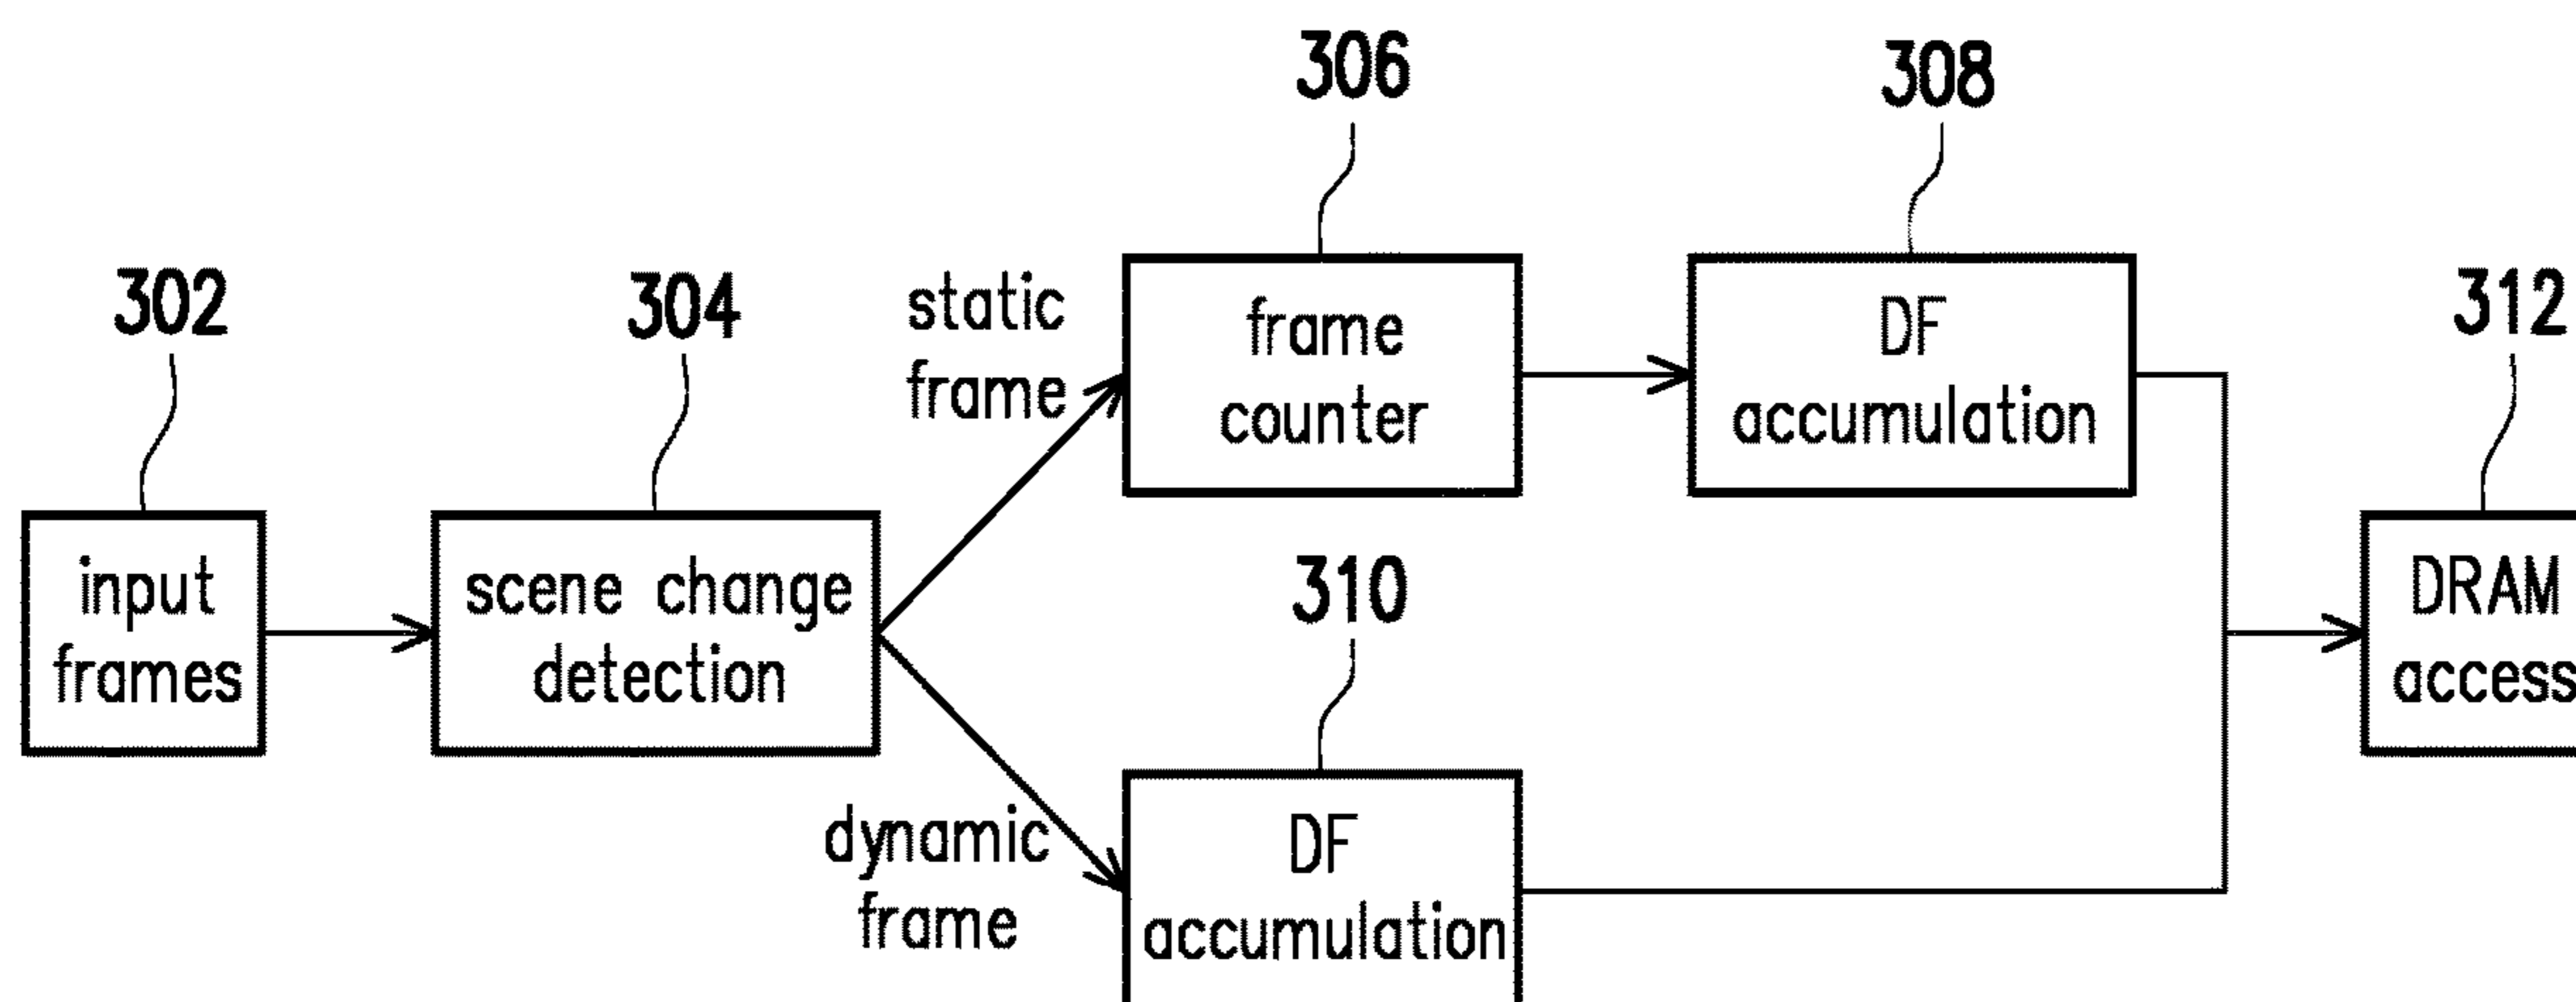 302
input
frames
304
scene change
detection
static
frame
306
frame
counter
308
DF
accumulation
dynamic
frame
310
DF
accumulation
312
DRAM
access